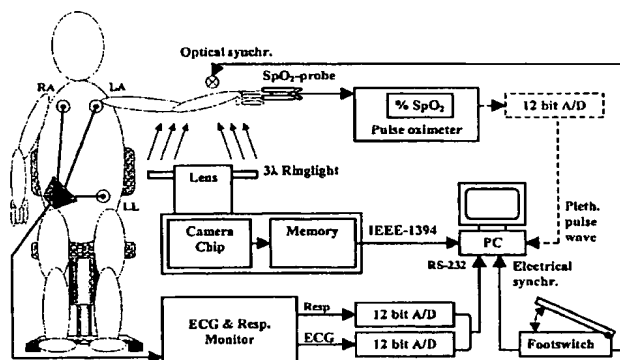 Optical synchr.
SpO₂-probe
RA
LA
% SpO₂
Pulse oximeter
12 bit A/D
3λ Ringlight
Lens
LL
Pleth.
pulse
wave
Camera
Chip
Memory
IEEE-1394
PC
RS-232
Electrical
synchr.
ECG & Resp.
Monitor
Resp
12 bit A/D
ECG
12 bit A/D
Footswitch